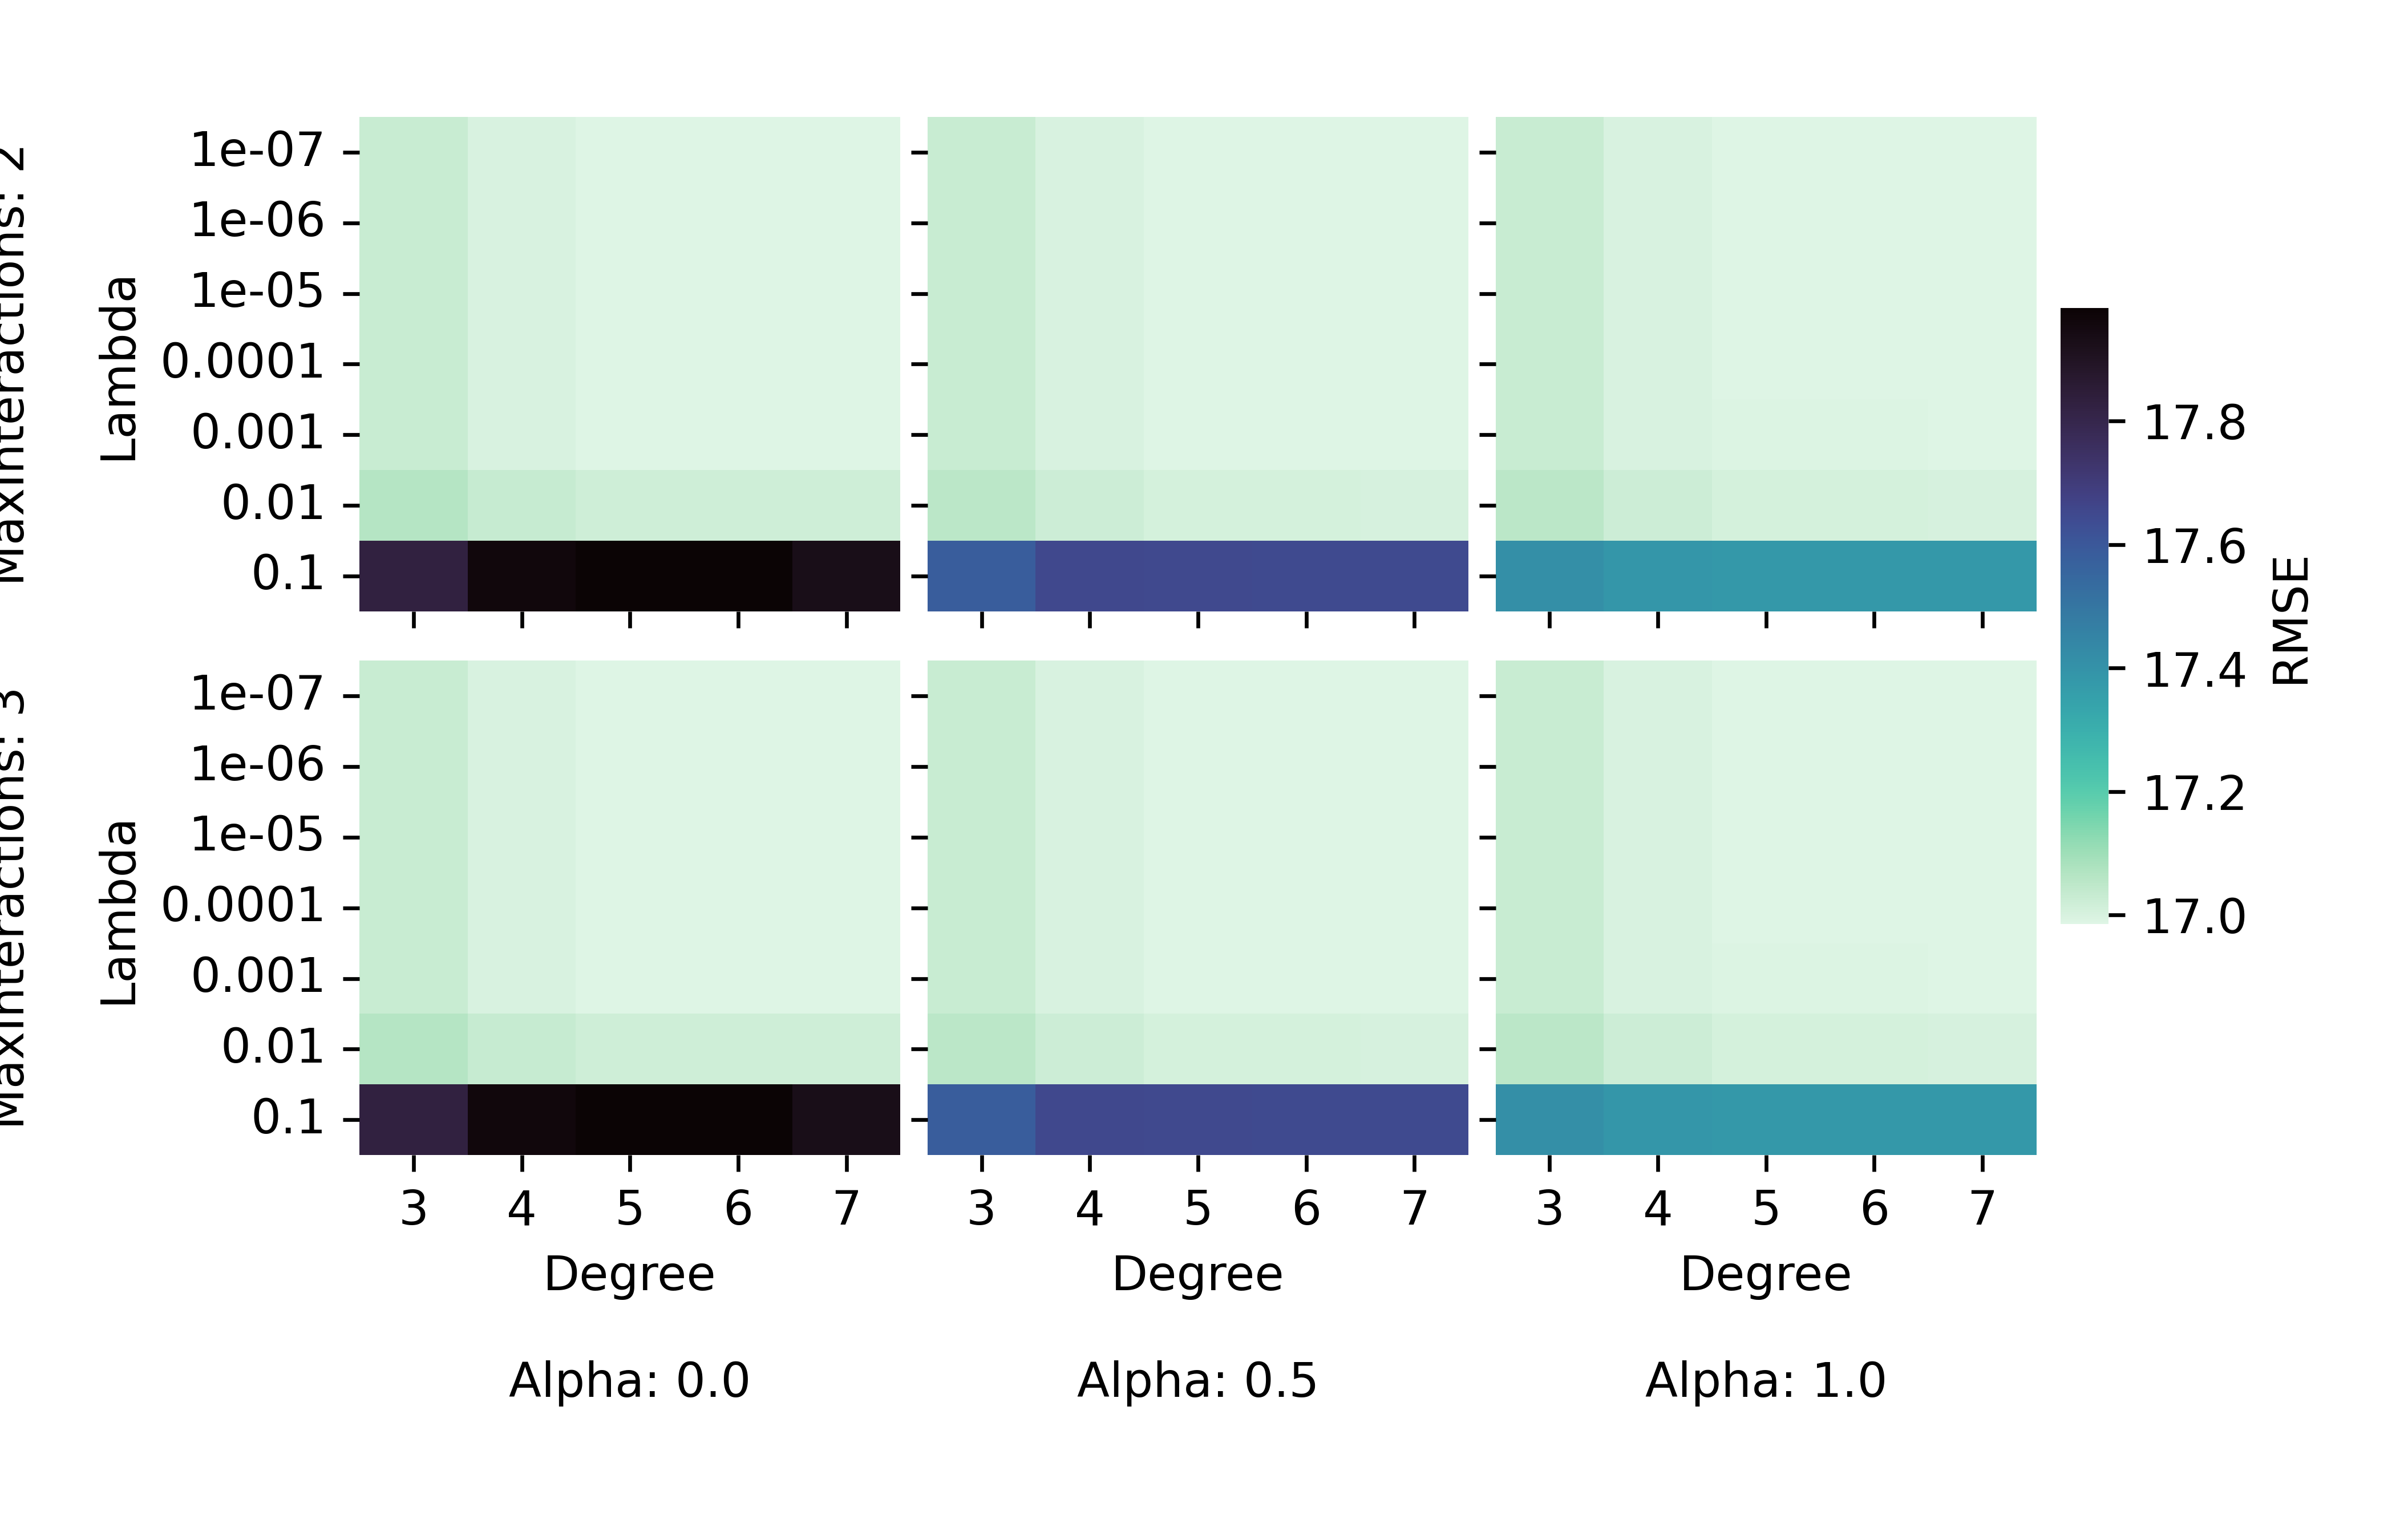 MaxInteractions: 2
Lambda
1e-07
1e-06
1e-05
0.0001
0.001
0.01
0.1
MaxInteractions: 3
Lambda
1e-07
1e-06
1e-05
0.0001
0.001
0.01
0.1
3 4 5 6 7
Degree
Alpha: 0.0
3 4 5 6 7
Degree
Alpha: 0.5
3 4 5 6 7
Degree
Alpha: 1.0
17.8
17.6
17.4
17.2
17.0
RMSE